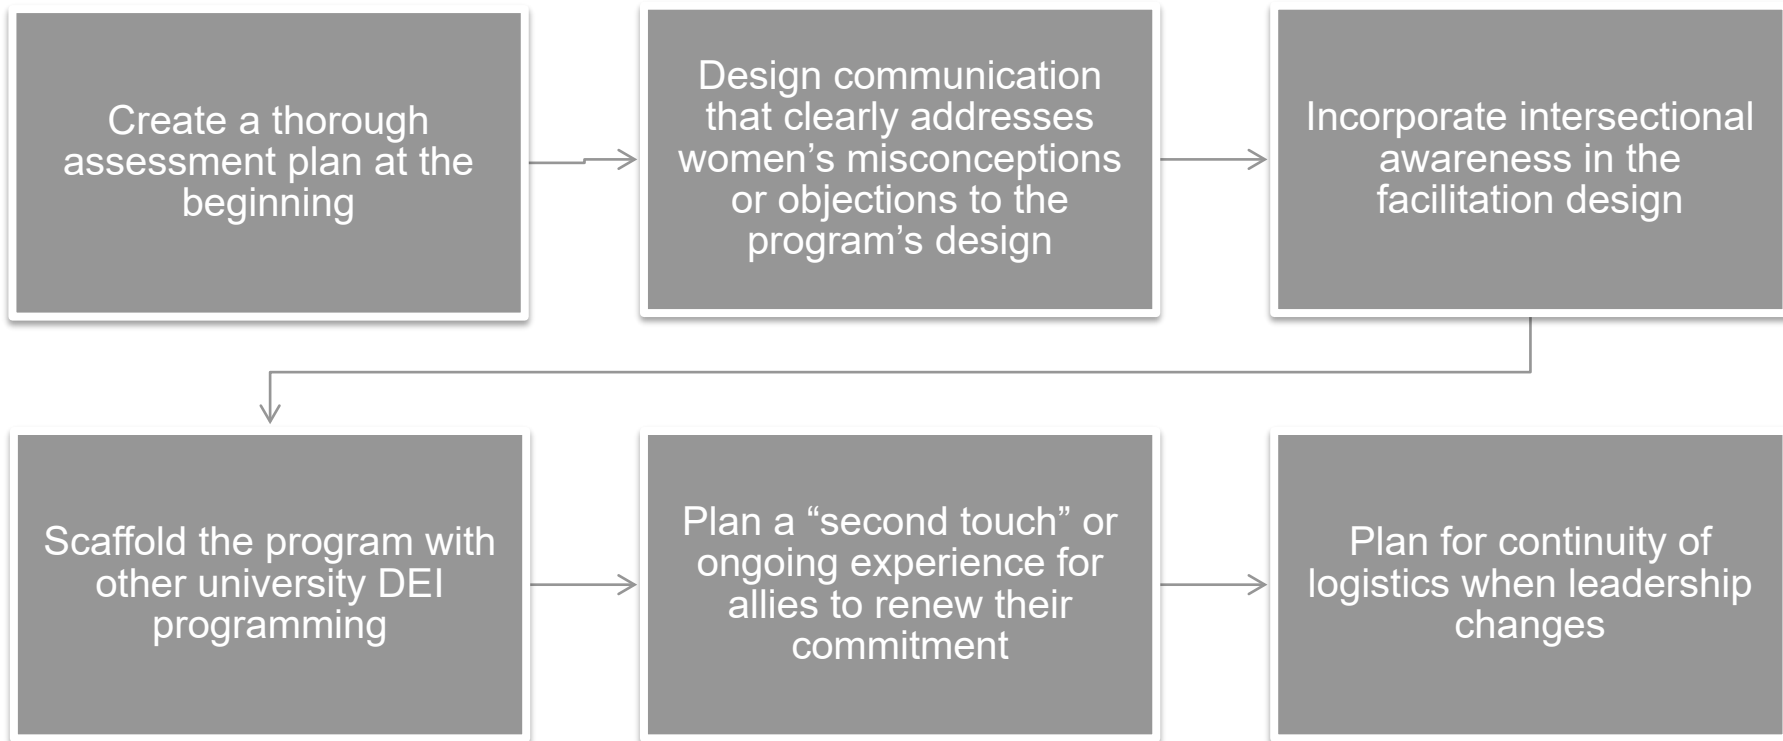 Create a thorough
assessment plan at the
beginning
Design communication
that clearly addresses
women’s misconceptions
or objections to the
program’s design
Incorporate intersectional
awareness in the
facilitation design
Scaffold the program with
other university DEI
programming
Plan a “second touch” or
ongoing experience for
allies to renew their
commitment
Plan for continuity of
logistics when leadership
changes